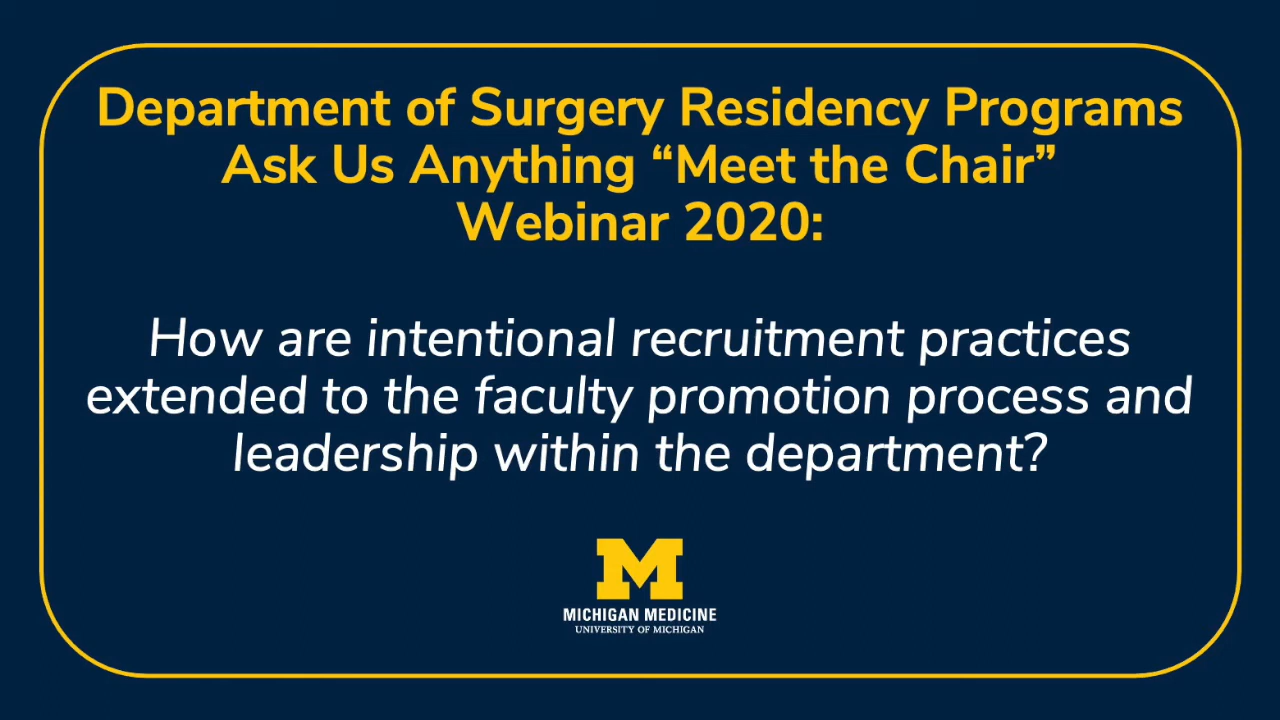 Department of Surgery Residency Programs
Ask Us Anything “Meet the Chair”
Webinar 2020:
How are intentional recruitment practices
extended to the faculty promotion process and
leadership within the department?
M
MICHIGAN MEDICINE
UNIVERSITY OF MICHIGAN